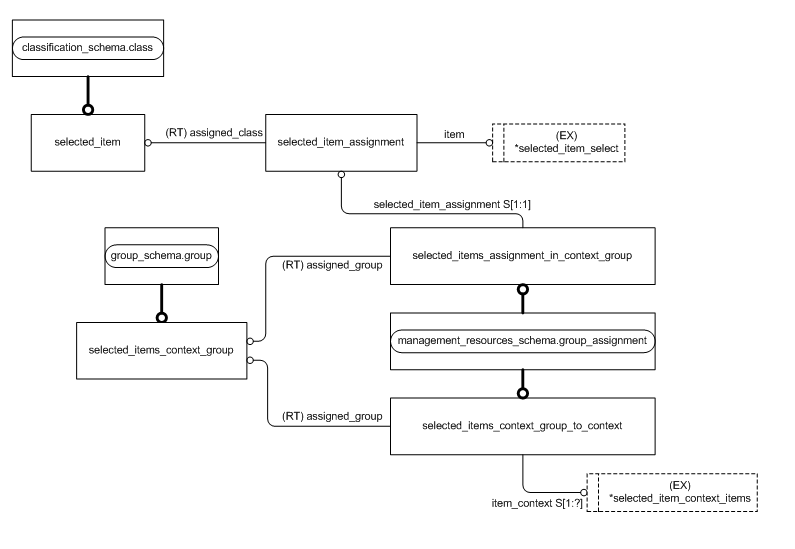 classification_schema.class
selected_item
(RT) assigned_class
selected_item_assignment
item
(EX)
*selected_item_select
selected_item_assignment S[1:1]
group_schema.group
(RT) assigned_group
selected_items_assignment_in_context_group
selected_items_context_group
management_resources_schema.group_assignment
(RT) assigned_group
selected_items_context_group_to_context
item_context S[1:?]
(EX)
*selected_item_context_items